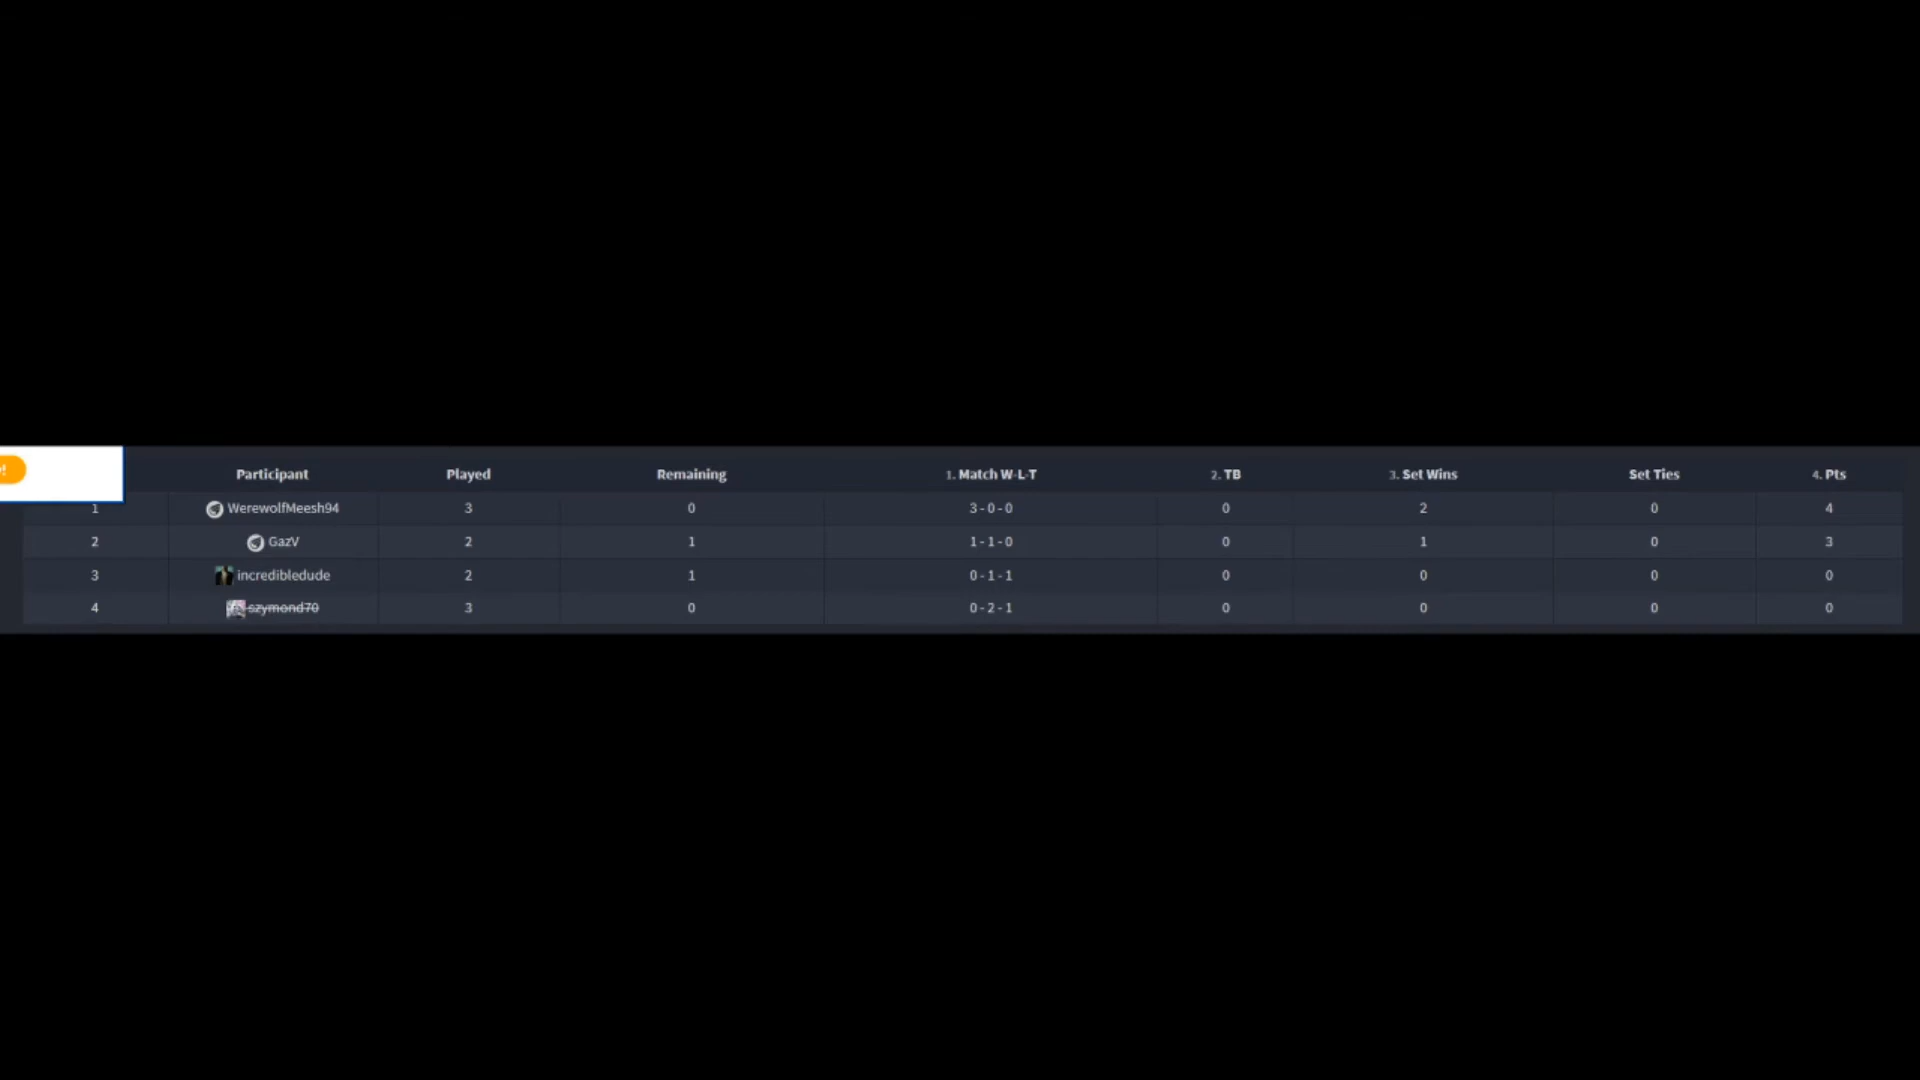 Participant Played Remaining 1. Match W-L-T 2. TB 3. Set Wins Set Ties 4. Pts
1 WerewolfMeesh94 3 0 3 - 0 - 0 0 2 0 4
2 GazV 2 1 1 - 1 - 0 0 1 0 3
3 incredibledude 2 1 0 - 1 - 1 0 0 0 0
4 szymond70 3 0 0 - 2 - 1 0 0 0 0